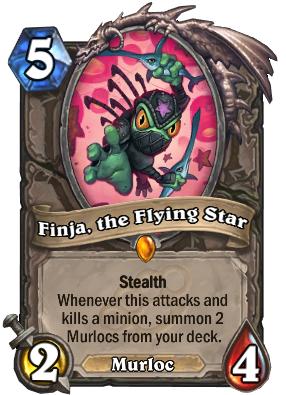 5
Finja, the Flying Star
Stealth
Whenever this attacks and
kills a minion, summon 2
Murlocs from your deck.
2
Murloc
4